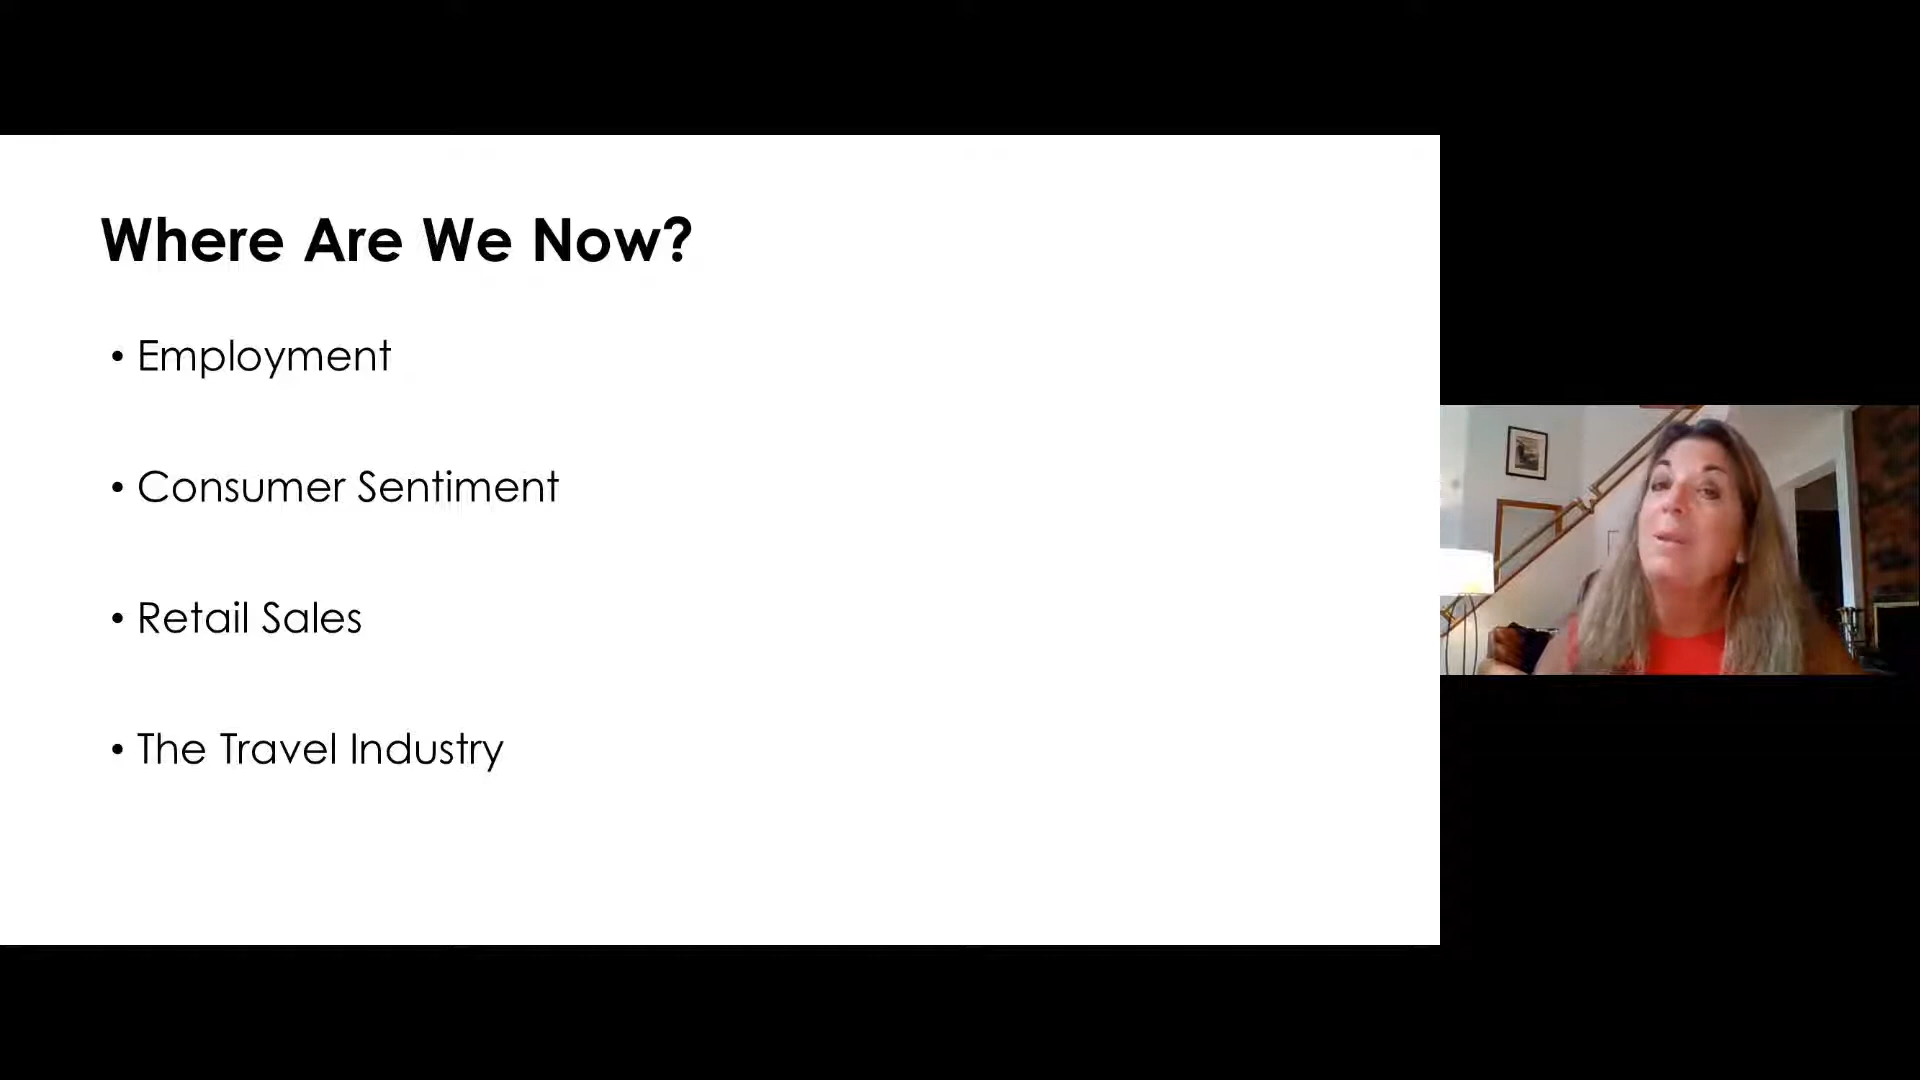 Where Are We Now?
• Employment
• Consumer Sentiment
• Retail Sales
• The Travel Industry